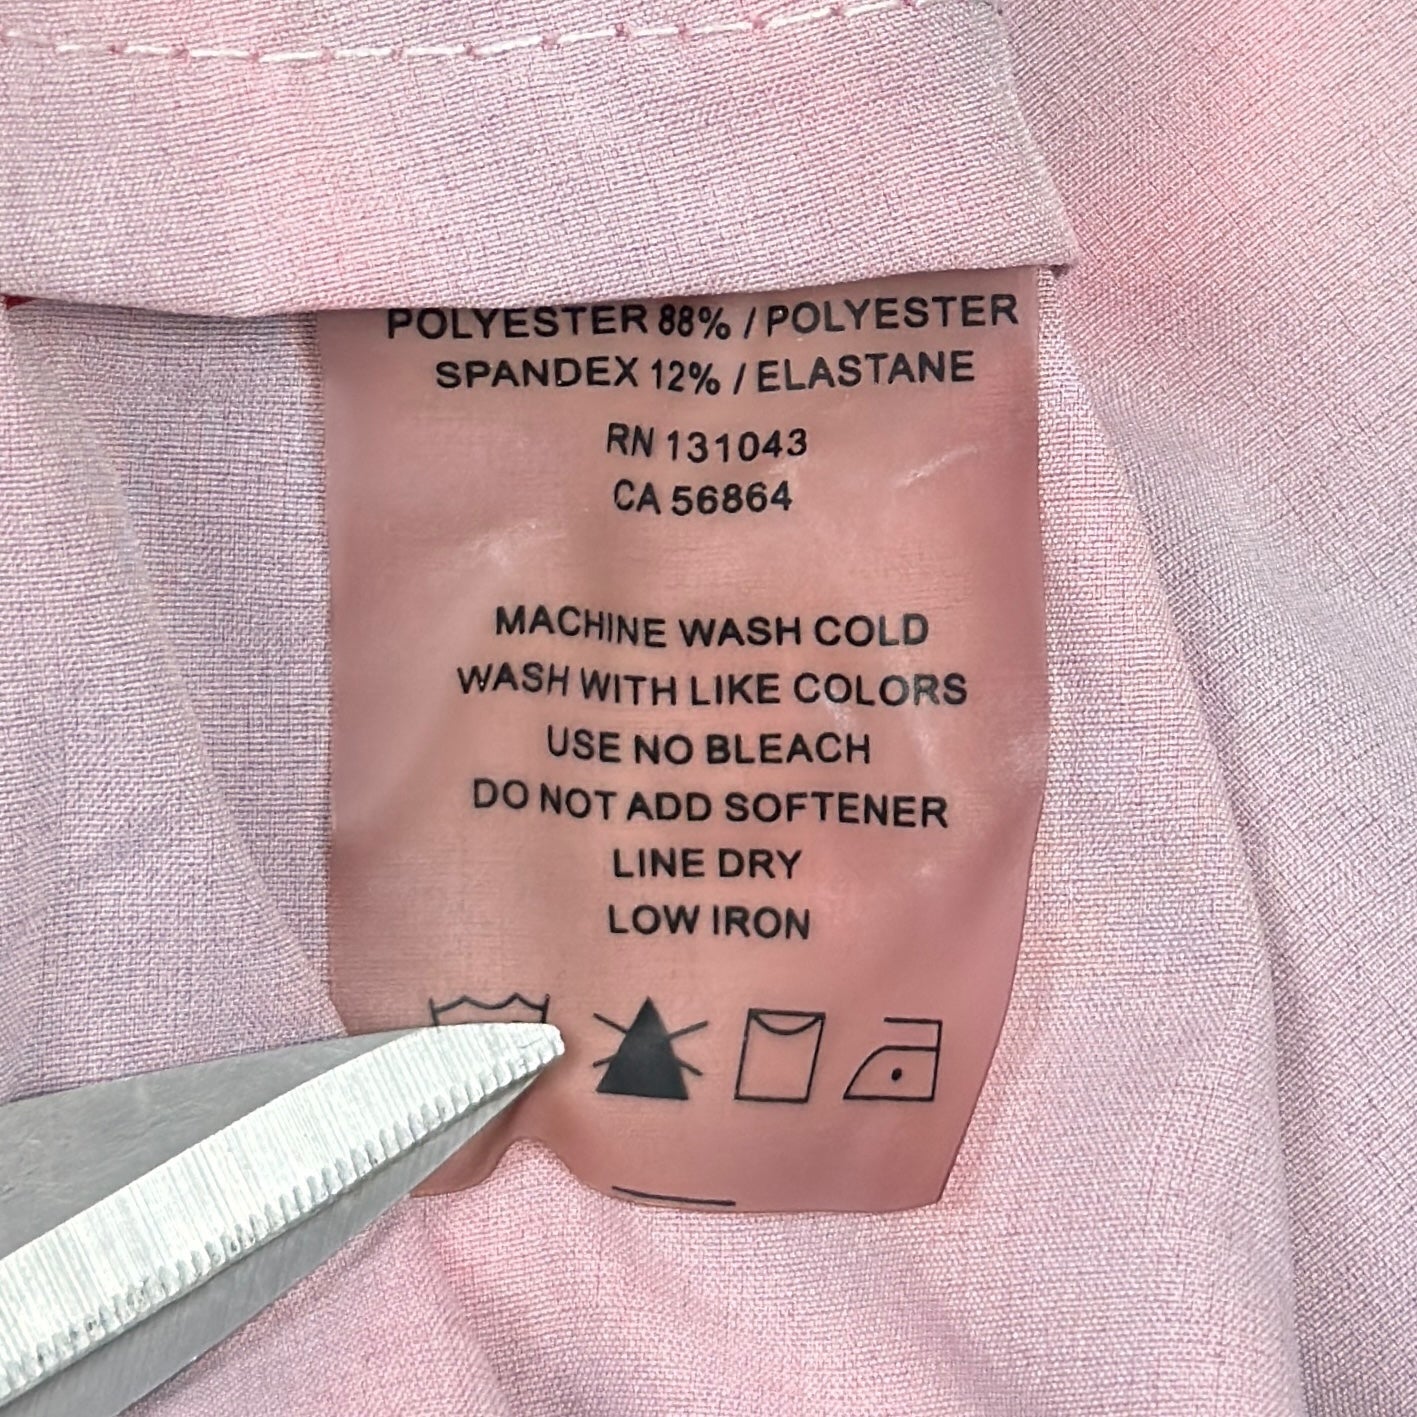 POLYESTER 88% / POLYESTER
SPANDEX 12% / ELASTANE
RN 131043
CA 56864
MACHINE WASH COLD
WASH WITH LIKE COLORS
USE NO BLEACH
DO NOT ADD SOFTENER
LINE DRY
LOW IRON